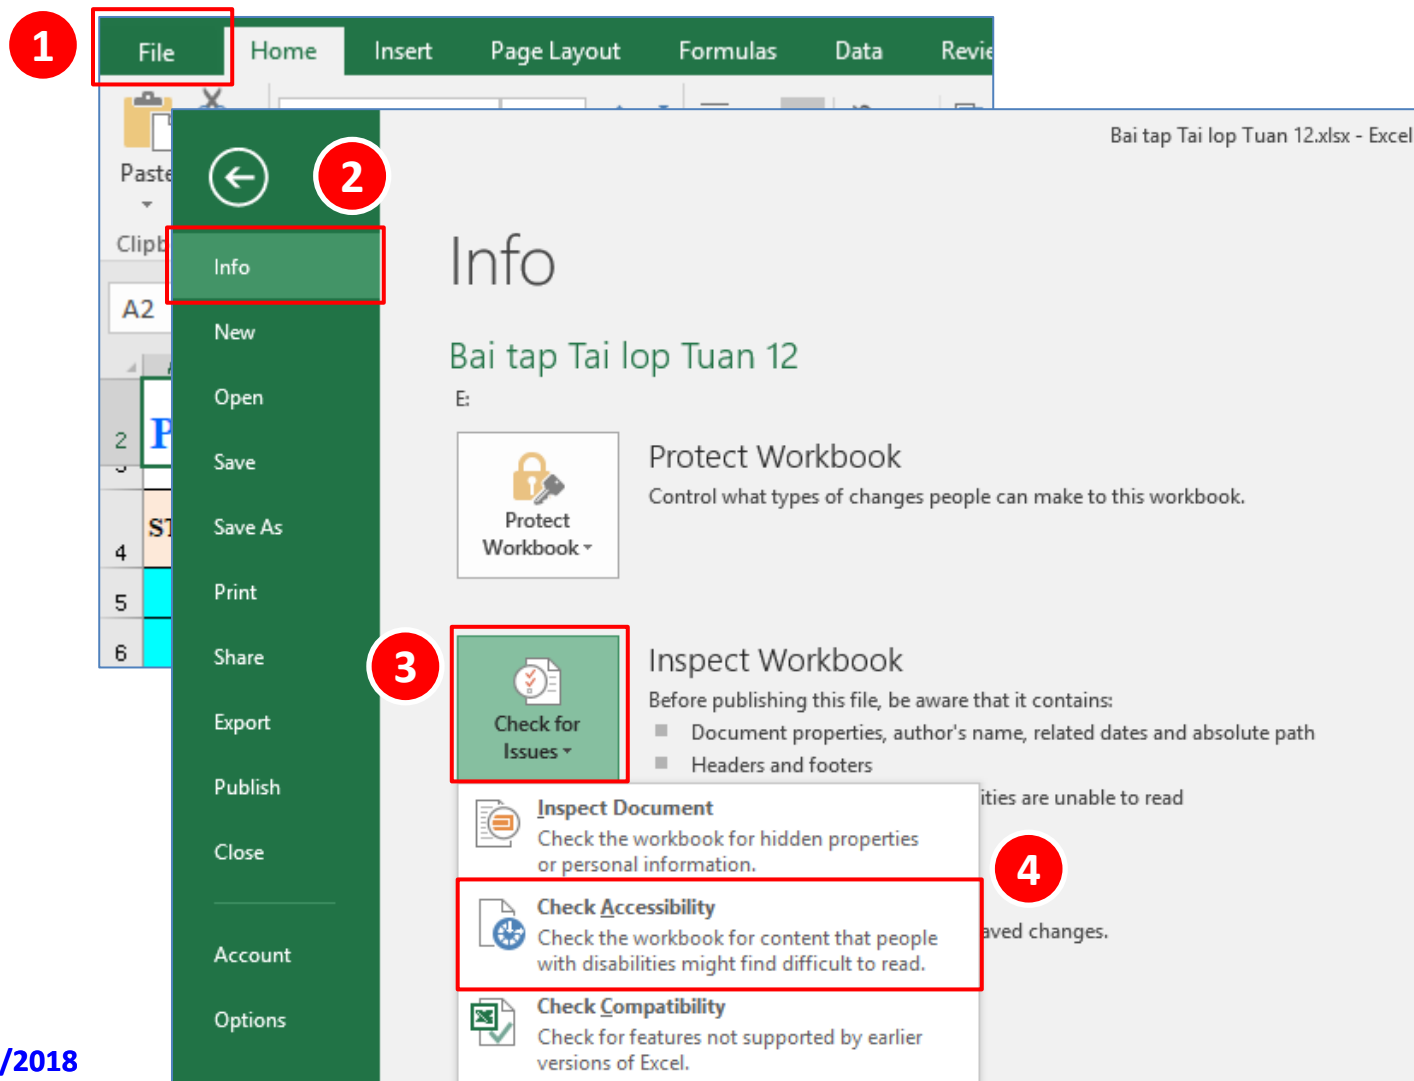 1
File Home Insert Page Layout Formulas Data Revie
Paste
Clipb
A2
2
P
4
ST
5
6
Bai tap Tai lop Tuan 12.xlsx - Excel
2
Info
New
Open
Save
Save As
Print
Share
Export
Publish
Close
Account
Options
Info
Bai tap Tai lop Tuan 12
E:
Protect
Workbook
Protect Workbook
Control what types of changes people can make to this workbook.
3
Check for
Issues
Inspect Workbook
Before publishing this file, be aware that it contains:
Document properties, author's name, related dates and absolute path
Headers and footers
ities are unable to read
Inspect Document
Check the workbook for hidden properties
or personal information.
4
Check Accessibility
Check the workbook for content that people
with disabilities might find difficult to read.
aved changes.
Check Compatibility
Check for features not supported by earlier
versions of Excel.
/2018